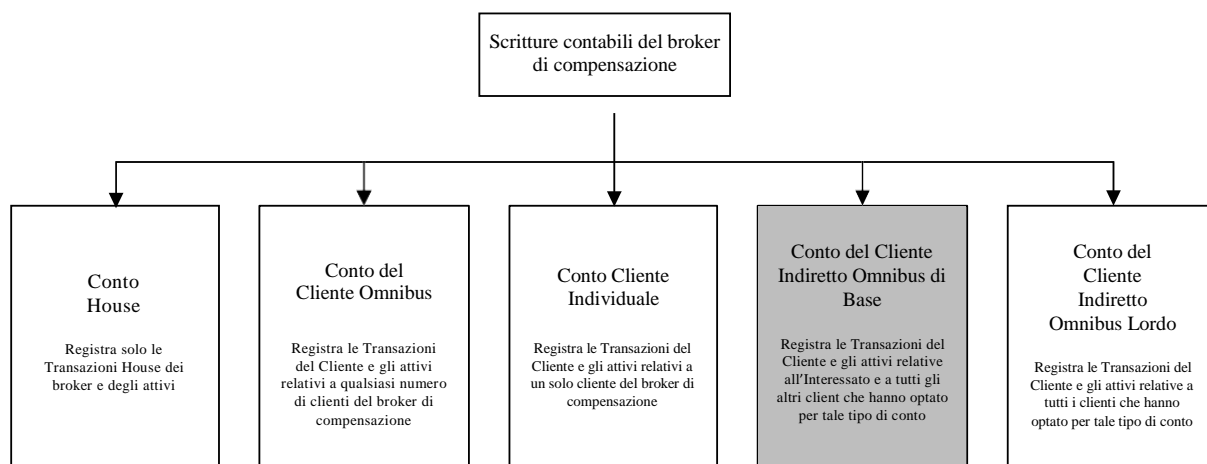 Scritture contabili del broker
di compensazione
Conto
House
Registra solo le
Transazioni House dei
broker e degli attivi
Conto del
Cliente Omnibus
Registra le Transazioni
del Cliente e gli attivi
relativi a qualsiasi numero
di clienti del broker di
compensazione
Conto Cliente
Individuale
Registra le Transazioni del
Cliente e gli attivi relativi a
un solo cliente del broker di
compensazione
Conto del Cliente
Indiretto Omnibus di
Base
Registra le Transazioni del
Cliente e gli attivi relative
all'Interessato e a tutti gli
altri client che hanno optato
per tale tipo di conto
Conto del
Cliente
Indiretto
Omnibus Lordo
Registra le Transazioni del
Cliente e gli attivi relative a
tutti i clienti che hanno
optato per tale tipo di conto